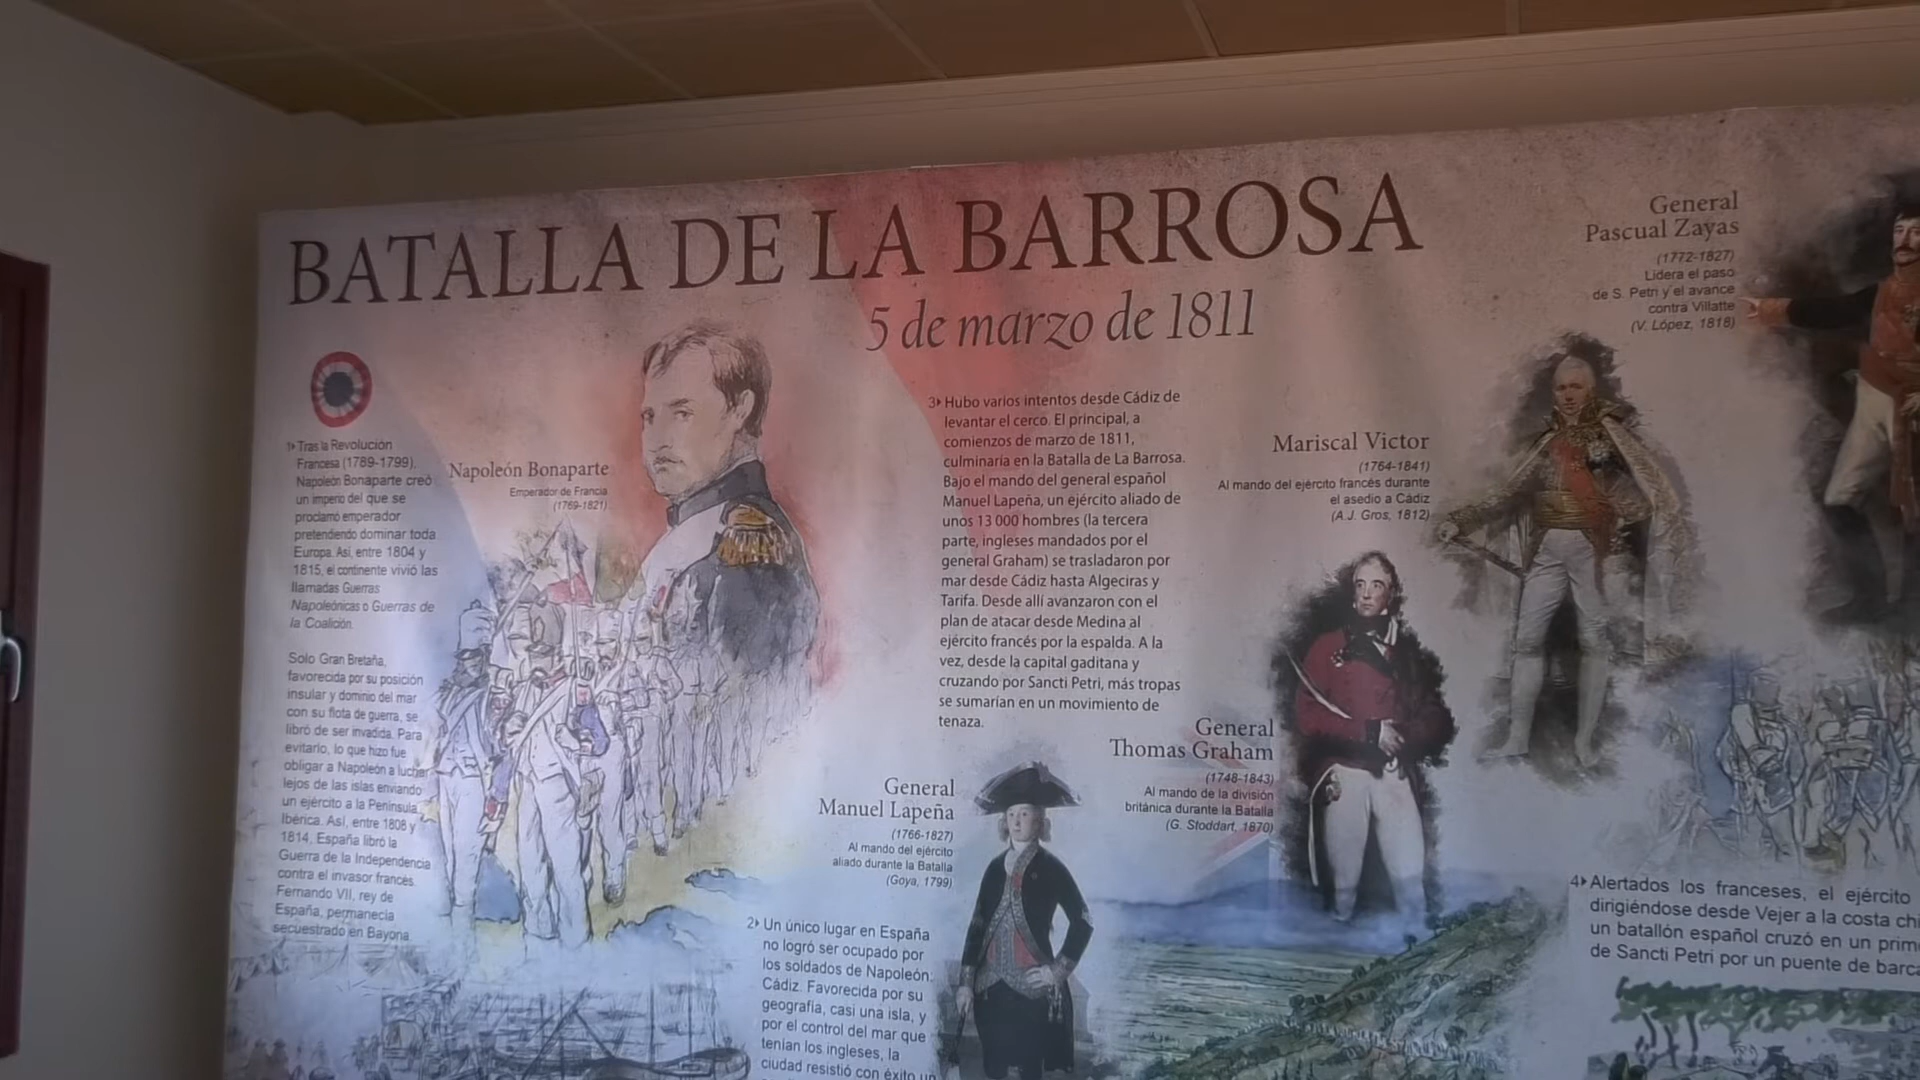 BATALLA DE LA BARROSA
5 de marzo de 1811
1 Tras la Revolución
Francesa (1789-1799),
Napoleón Bonaparte creó
un imperio del que se
proclamó emperador
pretendiendo dominar toda
Europa. Así, entre 1804 y
1815, el continente vivió las
llamadas Guerras
Napoleónicas o Guerras de
la Coalición.
Solo Gran Bretaña,
favorecida por su posición
insular y dominio del mar
con su flota de guerra, se
libró de ser invadida. Para
evitarlo, lo que hizo fue
obligar a Napoleón a luchar
lejos de las islas enviando
un ejército a la Península
Ibérica. Así, entre 1808 y
1814, España libró la
Guerra de la Independencia
contra el invasor francés.
Fernando VII, rey de
España, permanecía
secuestrado en Bayona.
Napoleón Bonaparte
Emperador de Francia
(1769-1821)
2 Un único lugar en España
no logró ser ocupado por
los soldados de Napoleón:
Cádiz. Favorecida por su
geografía, casi una isla, y
por el control del mar que
tenían los ingleses, la
ciudad resistió con éxito un
3 Hubo varios intentos desde Cádiz de
levantar el cerco. El principal, a
comienzos de marzo de 1811,
culminaría en la Batalla de La Barrosa.
Bajo el mando del general español
Manuel Lapeña, un ejército aliado de
unos 13 000 hombres (la tercera
parte, ingleses mandados por el
general Graham) se trasladaron por
mar desde Cádiz hasta Algeciras y
Tarifa. Desde allí avanzaron con el
plan de atacar desde Medina al
ejército francés por la espalda. A la
vez, desde la capital gaditana y
cruzando por Sancti Petri, más tropas
se sumarían en un movimiento de
tenaza.
General
Manuel Lapeña
(1766-1827)
Al mando del ejército
aliado durante la Batalla
(Goya, 1799)
General
Thomas Graham
(1748-1843)
Al mando de la división
británica durante la Batalla
(G. Stoddart, 1870)
Mariscal Victor
(1764-1841)
Al mando del ejército francés durante
el asedio a Cádiz
(A.J. Gros, 1812)
General
Pascual Zayas
(1772-1827)
Lidera el paso
de S. Petri y el avance
contra Villatte
(V. López, 1818)
4 Alertados los franceses, el ejército
dirigiéndose desde Vejer a la costa
un batallón español cruzó en un
de Sancti Petri por un puente de